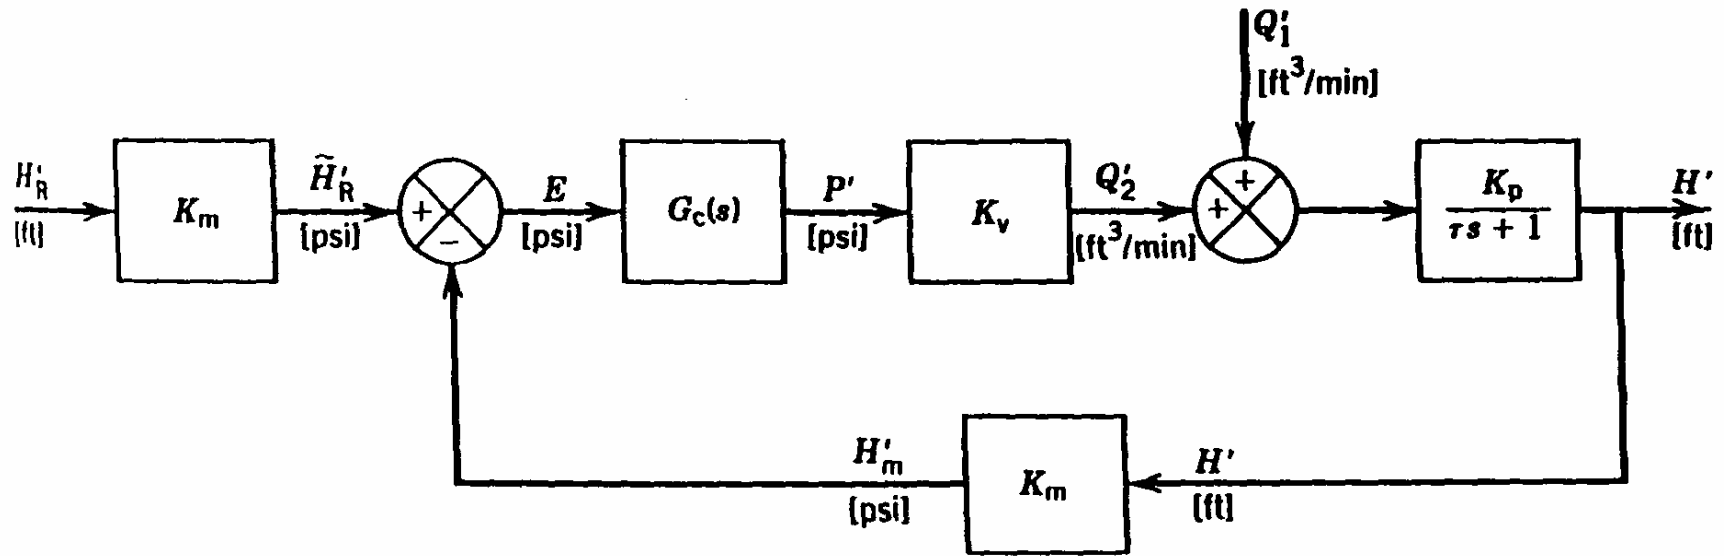 Q′₁
[ft³/min]
H′R
[ft]
Km
H̃′R
[psi]
+
−
E
[psi]
Gc(s)
P′
[psi]
Kv
Q′₂
[ft³/min]
+
+
Kp
τs + 1
H′
[ft]
H′m
[psi]
Km
H′
[ft]